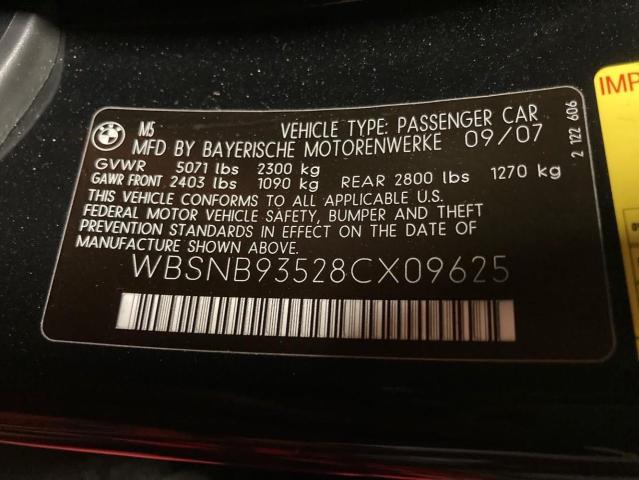 M5 VEHICLE TYPE: PASSENGER CAR
MFD BY BAYERISCHE MOTORENWERKE 09/07
GVWR 5071 lbs 2300 kg
GAWR FRONT 2403 lbs 1090 kg REAR 2800 lbs 1270 kg
THIS VEHICLE CONFORMS TO ALL APPLICABLE U.S.
FEDERAL MOTOR VEHICLE SAFETY, BUMPER AND THEFT
PREVENTION STANDARDS IN EFFECT ON THE DATE OF
MANUFACTURE SHOWN ABOVE.
WBSNB93528CX09625
2 122 606
IMP